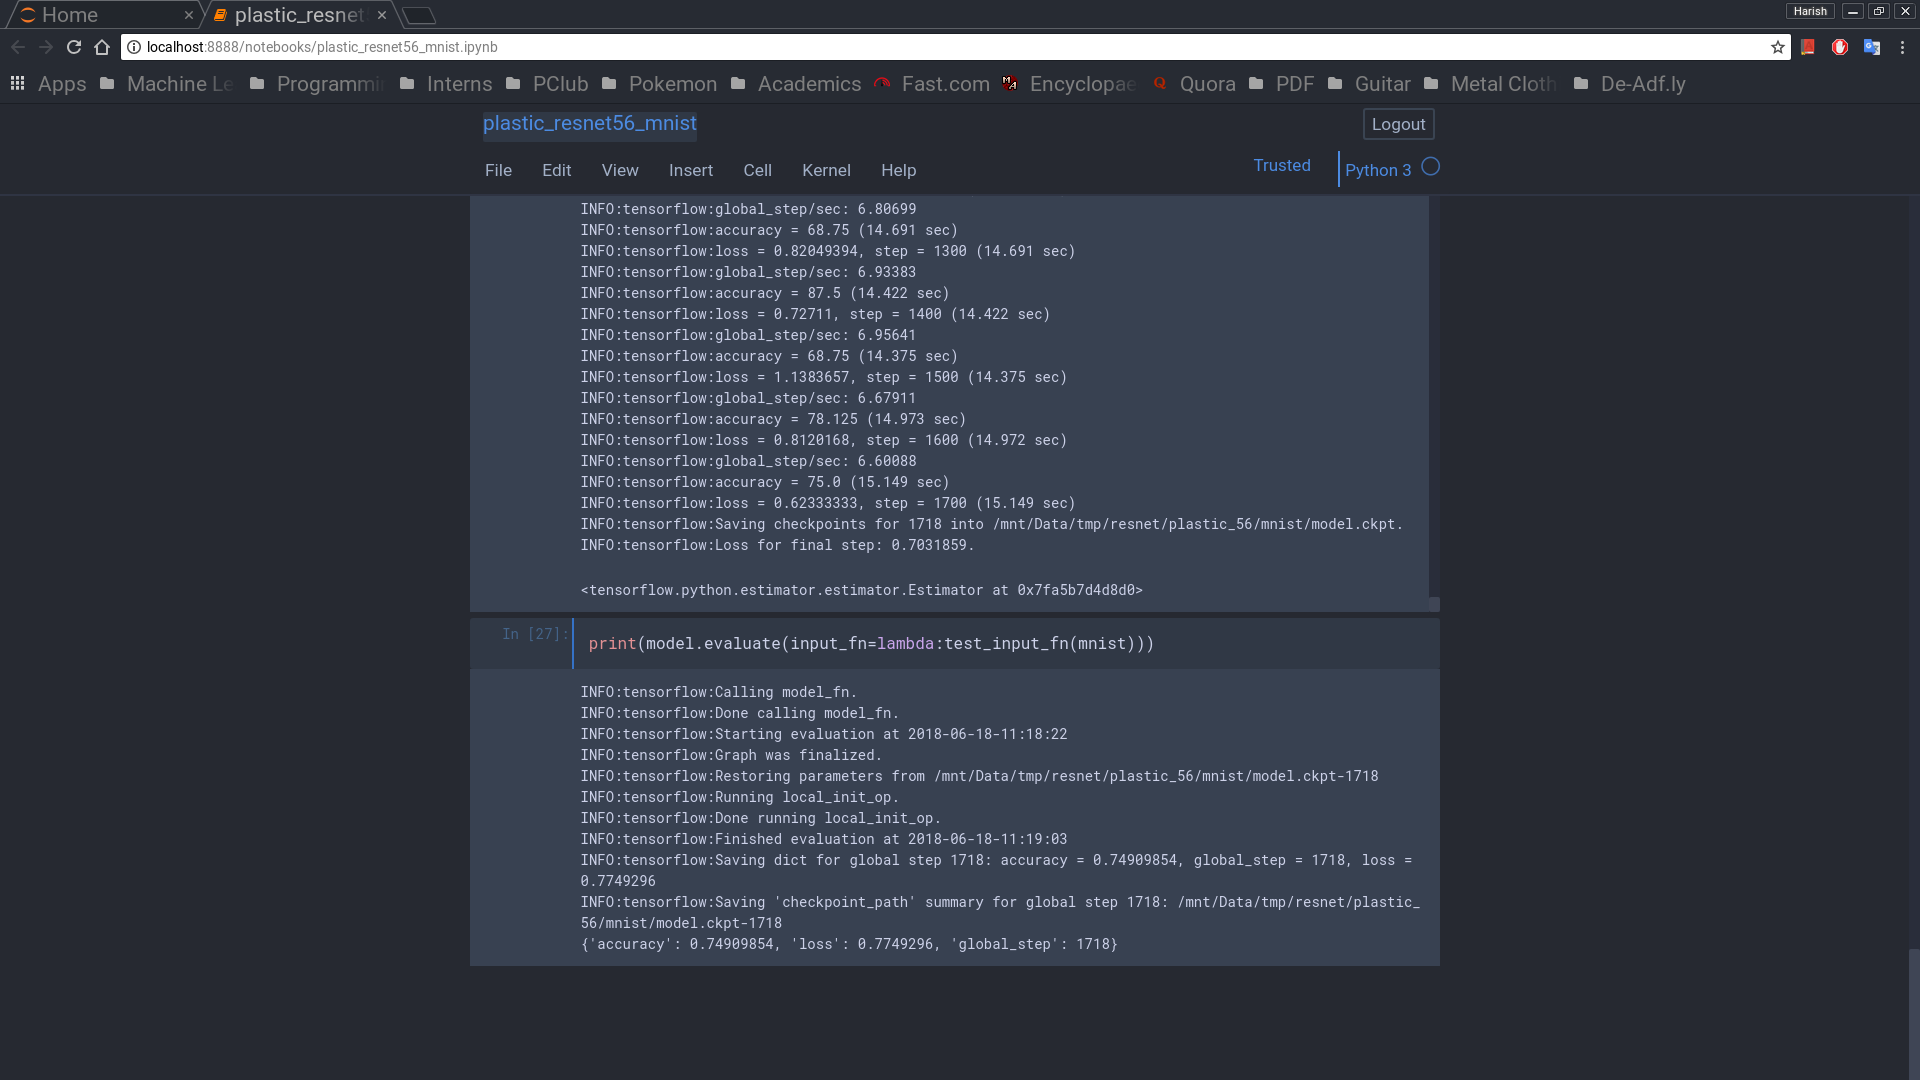 Home
plastic_resnet
Harish
localhost:8888/notebooks/plastic_resnet56_mnist.ipynb
Apps Machine Le Programmi Interns PClub Pokemon Academics Fast.com Encyclopae Quora PDF Guitar Metal Cloth De-Adf.ly
plastic_resnet56_mnist
Logout
File Edit View Insert Cell Kernel Help Trusted Python 3
INFO:tensorflow:global_step/sec: 6.80699
INFO:tensorflow:accuracy = 68.75 (14.691 sec)
INFO:tensorflow:loss = 0.82049394, step = 1300 (14.691 sec)
INFO:tensorflow:global_step/sec: 6.93383
INFO:tensorflow:accuracy = 87.5 (14.422 sec)
INFO:tensorflow:loss = 0.72711, step = 1400 (14.422 sec)
INFO:tensorflow:global_step/sec: 6.95641
INFO:tensorflow:accuracy = 68.75 (14.375 sec)
INFO:tensorflow:loss = 1.1383657, step = 1500 (14.375 sec)
INFO:tensorflow:global_step/sec: 6.67911
INFO:tensorflow:accuracy = 78.125 (14.973 sec)
INFO:tensorflow:loss = 0.8120168, step = 1600 (14.972 sec)
INFO:tensorflow:global_step/sec: 6.60088
INFO:tensorflow:accuracy = 75.0 (15.149 sec)
INFO:tensorflow:loss = 0.62333333, step = 1700 (15.149 sec)
INFO:tensorflow:Saving checkpoints for 1718 into /mnt/Data/tmp/resnet/plastic_56/mnist/model.ckpt.
INFO:tensorflow:Loss for final step: 0.7031859.
<tensorflow.python.estimator.estimator.Estimator at 0x7fa5b7d4d8d0>
In [27]: print(model.evaluate(input_fn=lambda:test_input_fn(mnist)))
INFO:tensorflow:Calling model_fn.
INFO:tensorflow:Done calling model_fn.
INFO:tensorflow:Starting evaluation at 2018-06-18-11:18:22
INFO:tensorflow:Graph was finalized.
INFO:tensorflow:Restoring parameters from /mnt/Data/tmp/resnet/plastic_56/mnist/model.ckpt-1718
INFO:tensorflow:Running local_init_op.
INFO:tensorflow:Done running local_init_op.
INFO:tensorflow:Finished evaluation at 2018-06-18-11:19:03
INFO:tensorflow:Saving dict for global step 1718: accuracy = 0.74909854, global_step = 1718, loss =
0.7749296
INFO:tensorflow:Saving 'checkpoint_path' summary for global step 1718: /mnt/Data/tmp/resnet/plastic_
56/mnist/model.ckpt-1718
{'accuracy': 0.74909854, 'loss': 0.7749296, 'global_step': 1718}